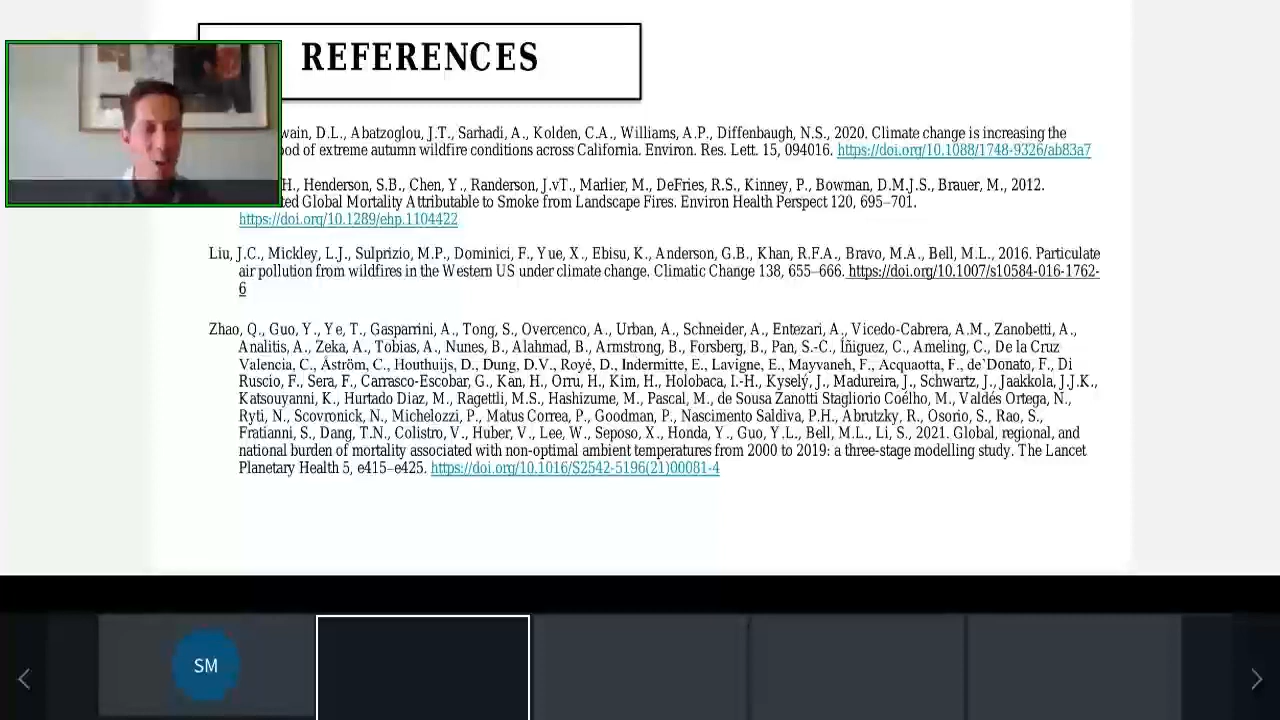 REFERENCES
wain, D.L., Abatzoglou, J.T., Sarhadi, A., Kolden, C.A., Williams, A.P., Diffenbaugh, N.S., 2020. Climate change is increasing the
ood of extreme autumn wildfire conditions across California. Environ. Res. Lett. 15, 094016. https://doi.org/10.1088/1748-9326/ab83a7
H., Henderson, S.B., Chen, Y., Randerson, J.vT., Marlier, M., DeFries, R.S., Kinney, P., Bowman, D.M.J.S., Brauer, M., 2012.
ted Global Mortality Attributable to Smoke from Landscape Fires. Environ Health Perspect 120, 695–701.
https://doi.org/10.1289/ehp.1104422
Liu, J.C., Mickley, L.J., Sulprizio, M.P., Dominici, F., Yue, X., Ebisu, K., Anderson, G.B., Khan, R.F.A., Bravo, M.A., Bell, M.L., 2016. Particulate
air pollution from wildfires in the Western US under climate change. Climatic Change 138, 655–666. https://doi.org/10.1007/s10584-016-1762-
6
Zhao, Q., Guo, Y., Ye, T., Gasparrini, A., Tong, S., Overcenco, A., Urban, A., Schneider, A., Entezari, A., Vicedo-Cabrera, A.M., Zanobetti, A.,
Analitis, A., Zeka, A., Tobias, A., Nunes, B., Alahmad, B., Armstrong, B., Forsberg, B., Pan, S.-C., Íñiguez, C., Ameling, C., De la Cruz
Valencia, C., Åström, C., Houthuijs, D., Dung, D.V., Royé, D., Indermitte, E., Lavigne, E., Mayvaneh, F., Acquaotta, F., de’Donato, F., Di
Ruscio, F., Sera, F., Carrasco-Escobar, G., Kan, H., Orru, H., Kim, H., Holobaca, I.-H., Kyselý, J., Madureira, J., Schwartz, J., Jaakkola, J.J.K.,
Katsouyanni, K., Hurtado Diaz, M., Ragettli, M.S., Hashizume, M., Pascal, M., de Sousa Zanotti Stagliorio Coélho, M., Valdés Ortega, N.,
Ryti, N., Scovronick, N., Michelozzi, P., Matus Correa, P., Goodman, P., Nascimento Saldiva, P.H., Abrutzky, R., Osorio, S., Rao, S.,
Fratianni, S., Dang, T.N., Colistro, V., Huber, V., Lee, W., Seposo, X., Honda, Y., Guo, Y.L., Bell, M.L., Li, S., 2021. Global, regional, and
national burden of mortality associated with non-optimal ambient temperatures from 2000 to 2019: a three-stage modelling study. The Lancet
Planetary Health 5, e415–e425. https://doi.org/10.1016/S2542-5196(21)00081-4
SM